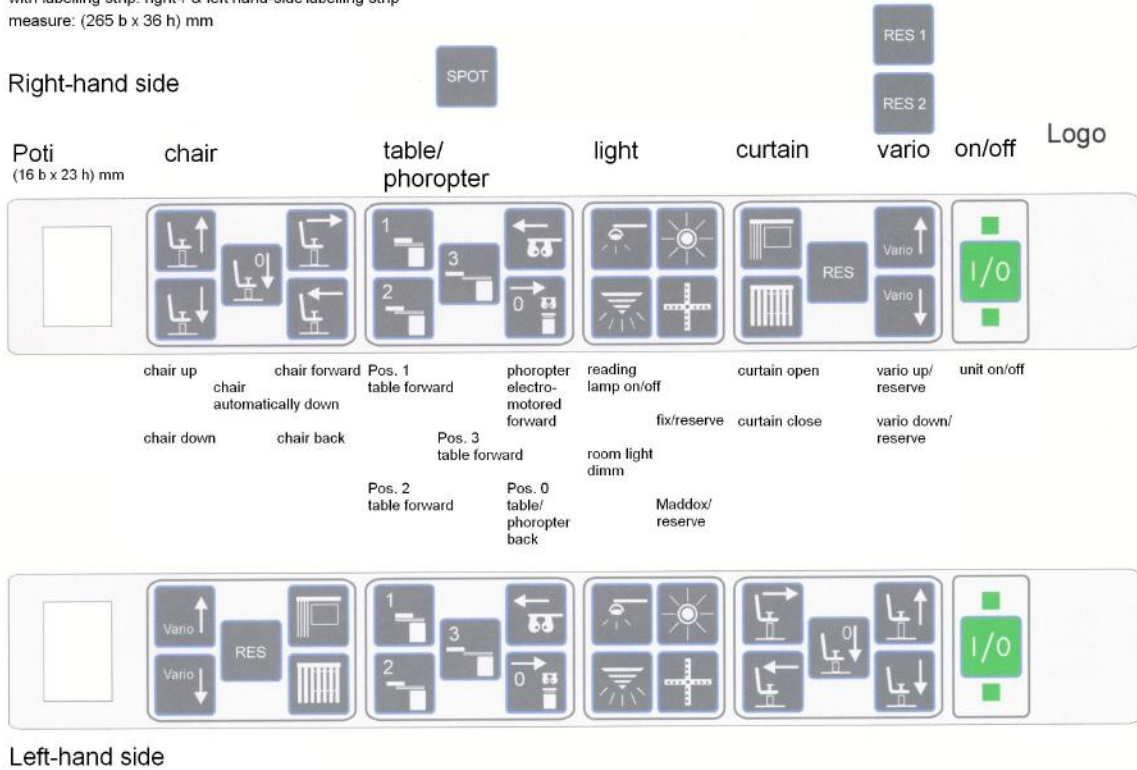 with labelling strip: right-/ & left hand-side labelling strip
measure: (265 b x 36 h) mm
RES 1
SPOT
Right-hand side
RES 2
Logo
Poti
(16 b x 23 h) mm
chair
table/
phoropter
light
curtain
vario
on/off
0
1
2
3
0
RES
Vario
Vario
I/O
chair up
chair
automatically down
chair forward
chair down
chair back
Pos. 1
table forward
Pos. 3
table forward
Pos. 2
table forward
phoropter
electro-
motored
forward
Pos. 0
table/
phoropter
back
reading
lamp on/off
fix/reserve
room light
dimm
Maddox/
reserve
curtain open
curtain close
vario up/
reserve
vario down/
reserve
unit on/off
Vario
Vario
RES
1
2
3
0
0
I/O
Left-hand side